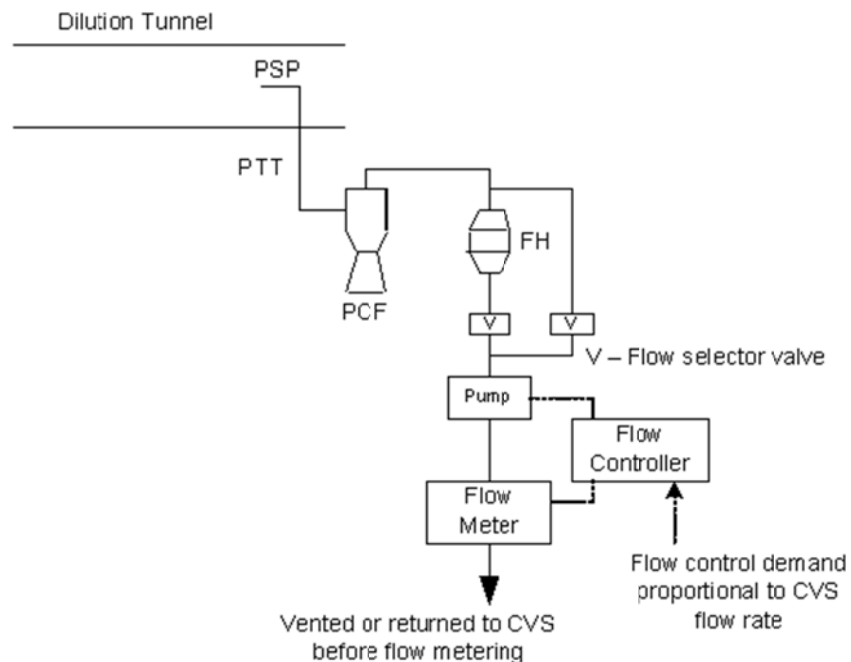 Dilution Tunnel
PSP
PTT
PCF
FH
V
V
V – Flow selector valve
Pump
Flow
Controller
Flow
Meter
Flow control demand
proportional to CVS
flow rate
Vented or returned to CVS
before flow metering